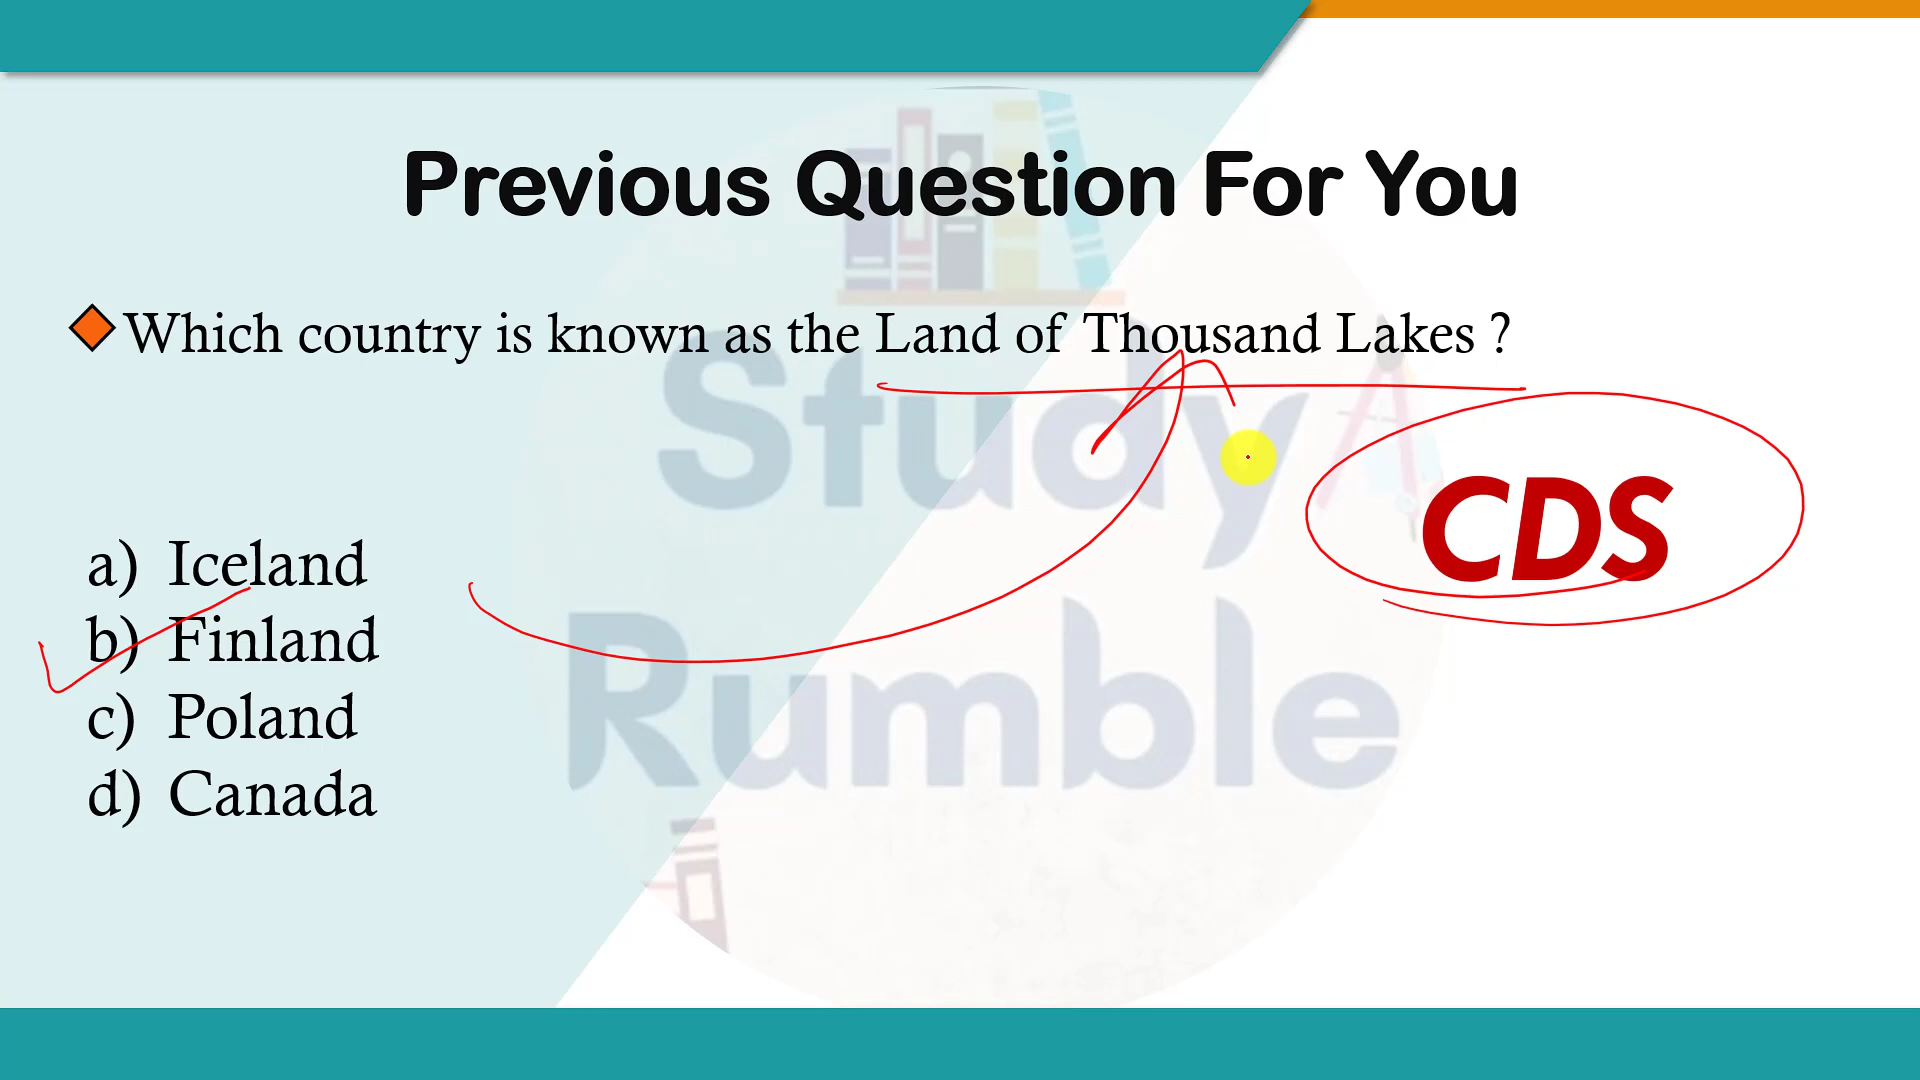 Previous Question For You
Which country is known as the Land of Thousand Lakes ?
Study
CDS
a) Iceland
b) Finland
Rumble
c) Poland
d) Canada